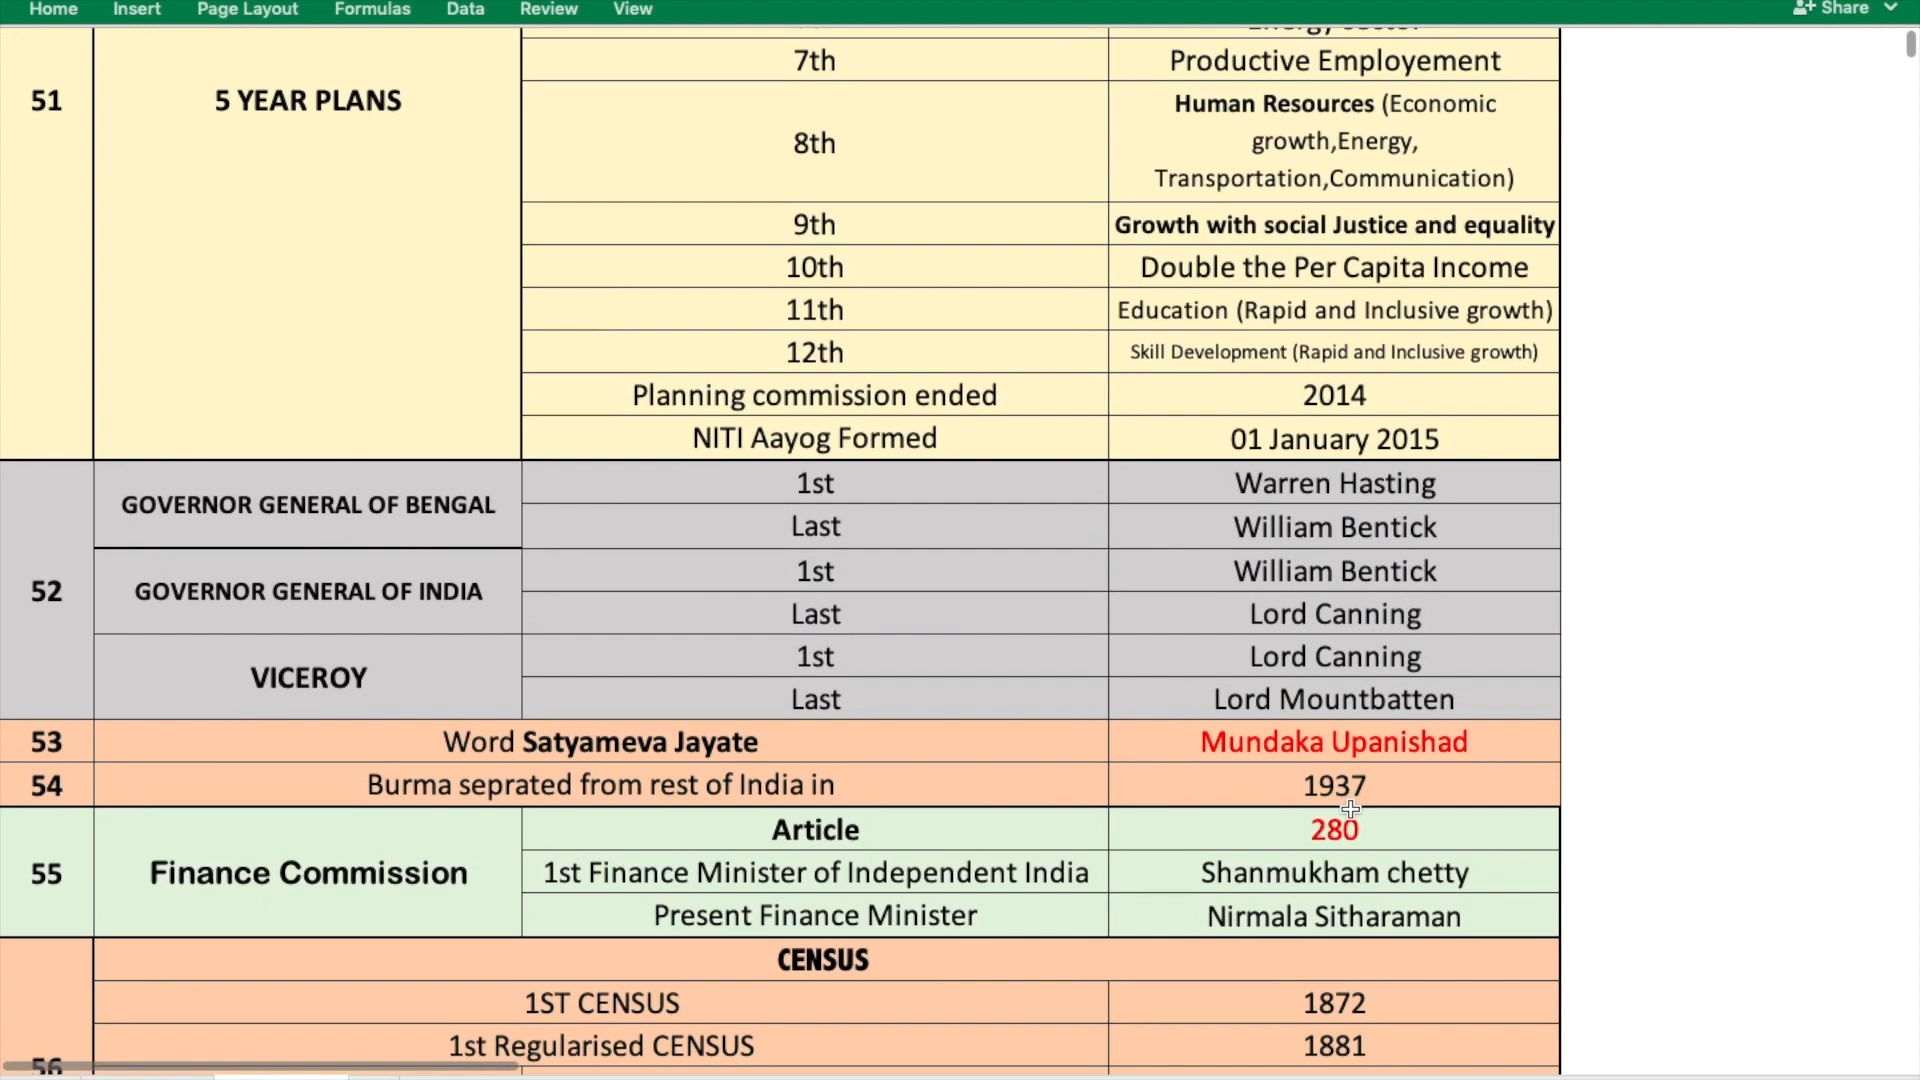 Home Insert Page Layout Formulas Data Review View Share
7th Productive Employement
51 5 YEAR PLANS
8th Human Resources (Economic
growth,Energy,
Transportation,Communication)
9th Growth with social Justice and equality
10th Double the Per Capita Income
11th Education (Rapid and Inclusive growth)
12th Skill Development (Rapid and Inclusive growth)
Planning commission ended 2014
NITI Aayog Formed 01 January 2015
52
GOVERNOR GENERAL OF BENGAL
1st Warren Hasting
Last William Bentick
GOVERNOR GENERAL OF INDIA
1st William Bentick
Last Lord Canning
VICEROY
1st Lord Canning
Last Lord Mountbatten
53 Word Satyameva Jayate Mundaka Upanishad
54 Burma seprated from rest of India in 1937
55 Finance Commission
Article 280
1st Finance Minister of Independent India Shanmukham chetty
Present Finance Minister Nirmala Sitharaman
CENSUS
1ST CENSUS 1872
1st Regularised CENSUS 1881
56